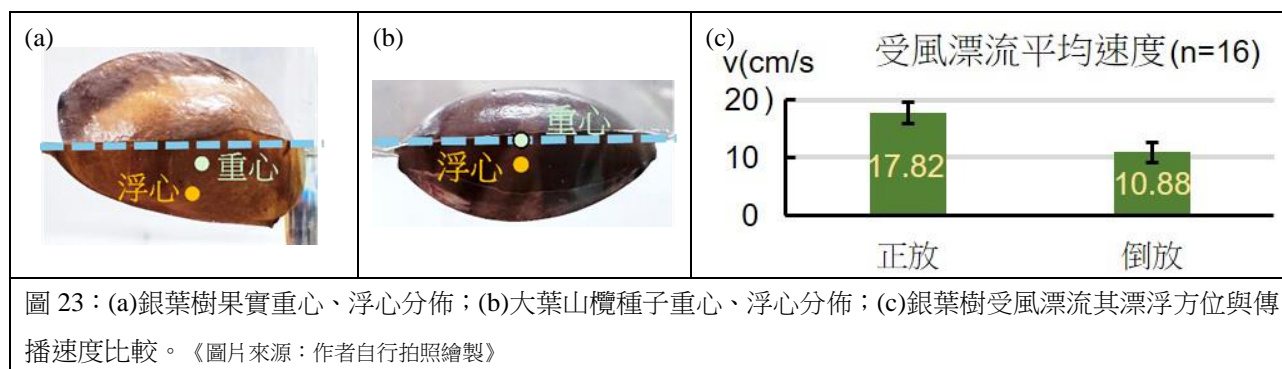 (a)
重心
浮心
(b)
重心
浮心
(c)
受風漂流平均速度(n=16)
v(cm/s
)
20
10
0
17.82
10.88
正放
倒放
圖 23：(a)銀葉樹果實重心、浮心分佈；(b)大葉山欖種子重心、浮心分佈；(c)銀葉樹受風漂流其漂浮方位與傳
播速度比較。《圖片來源：作者自行拍照繪製》